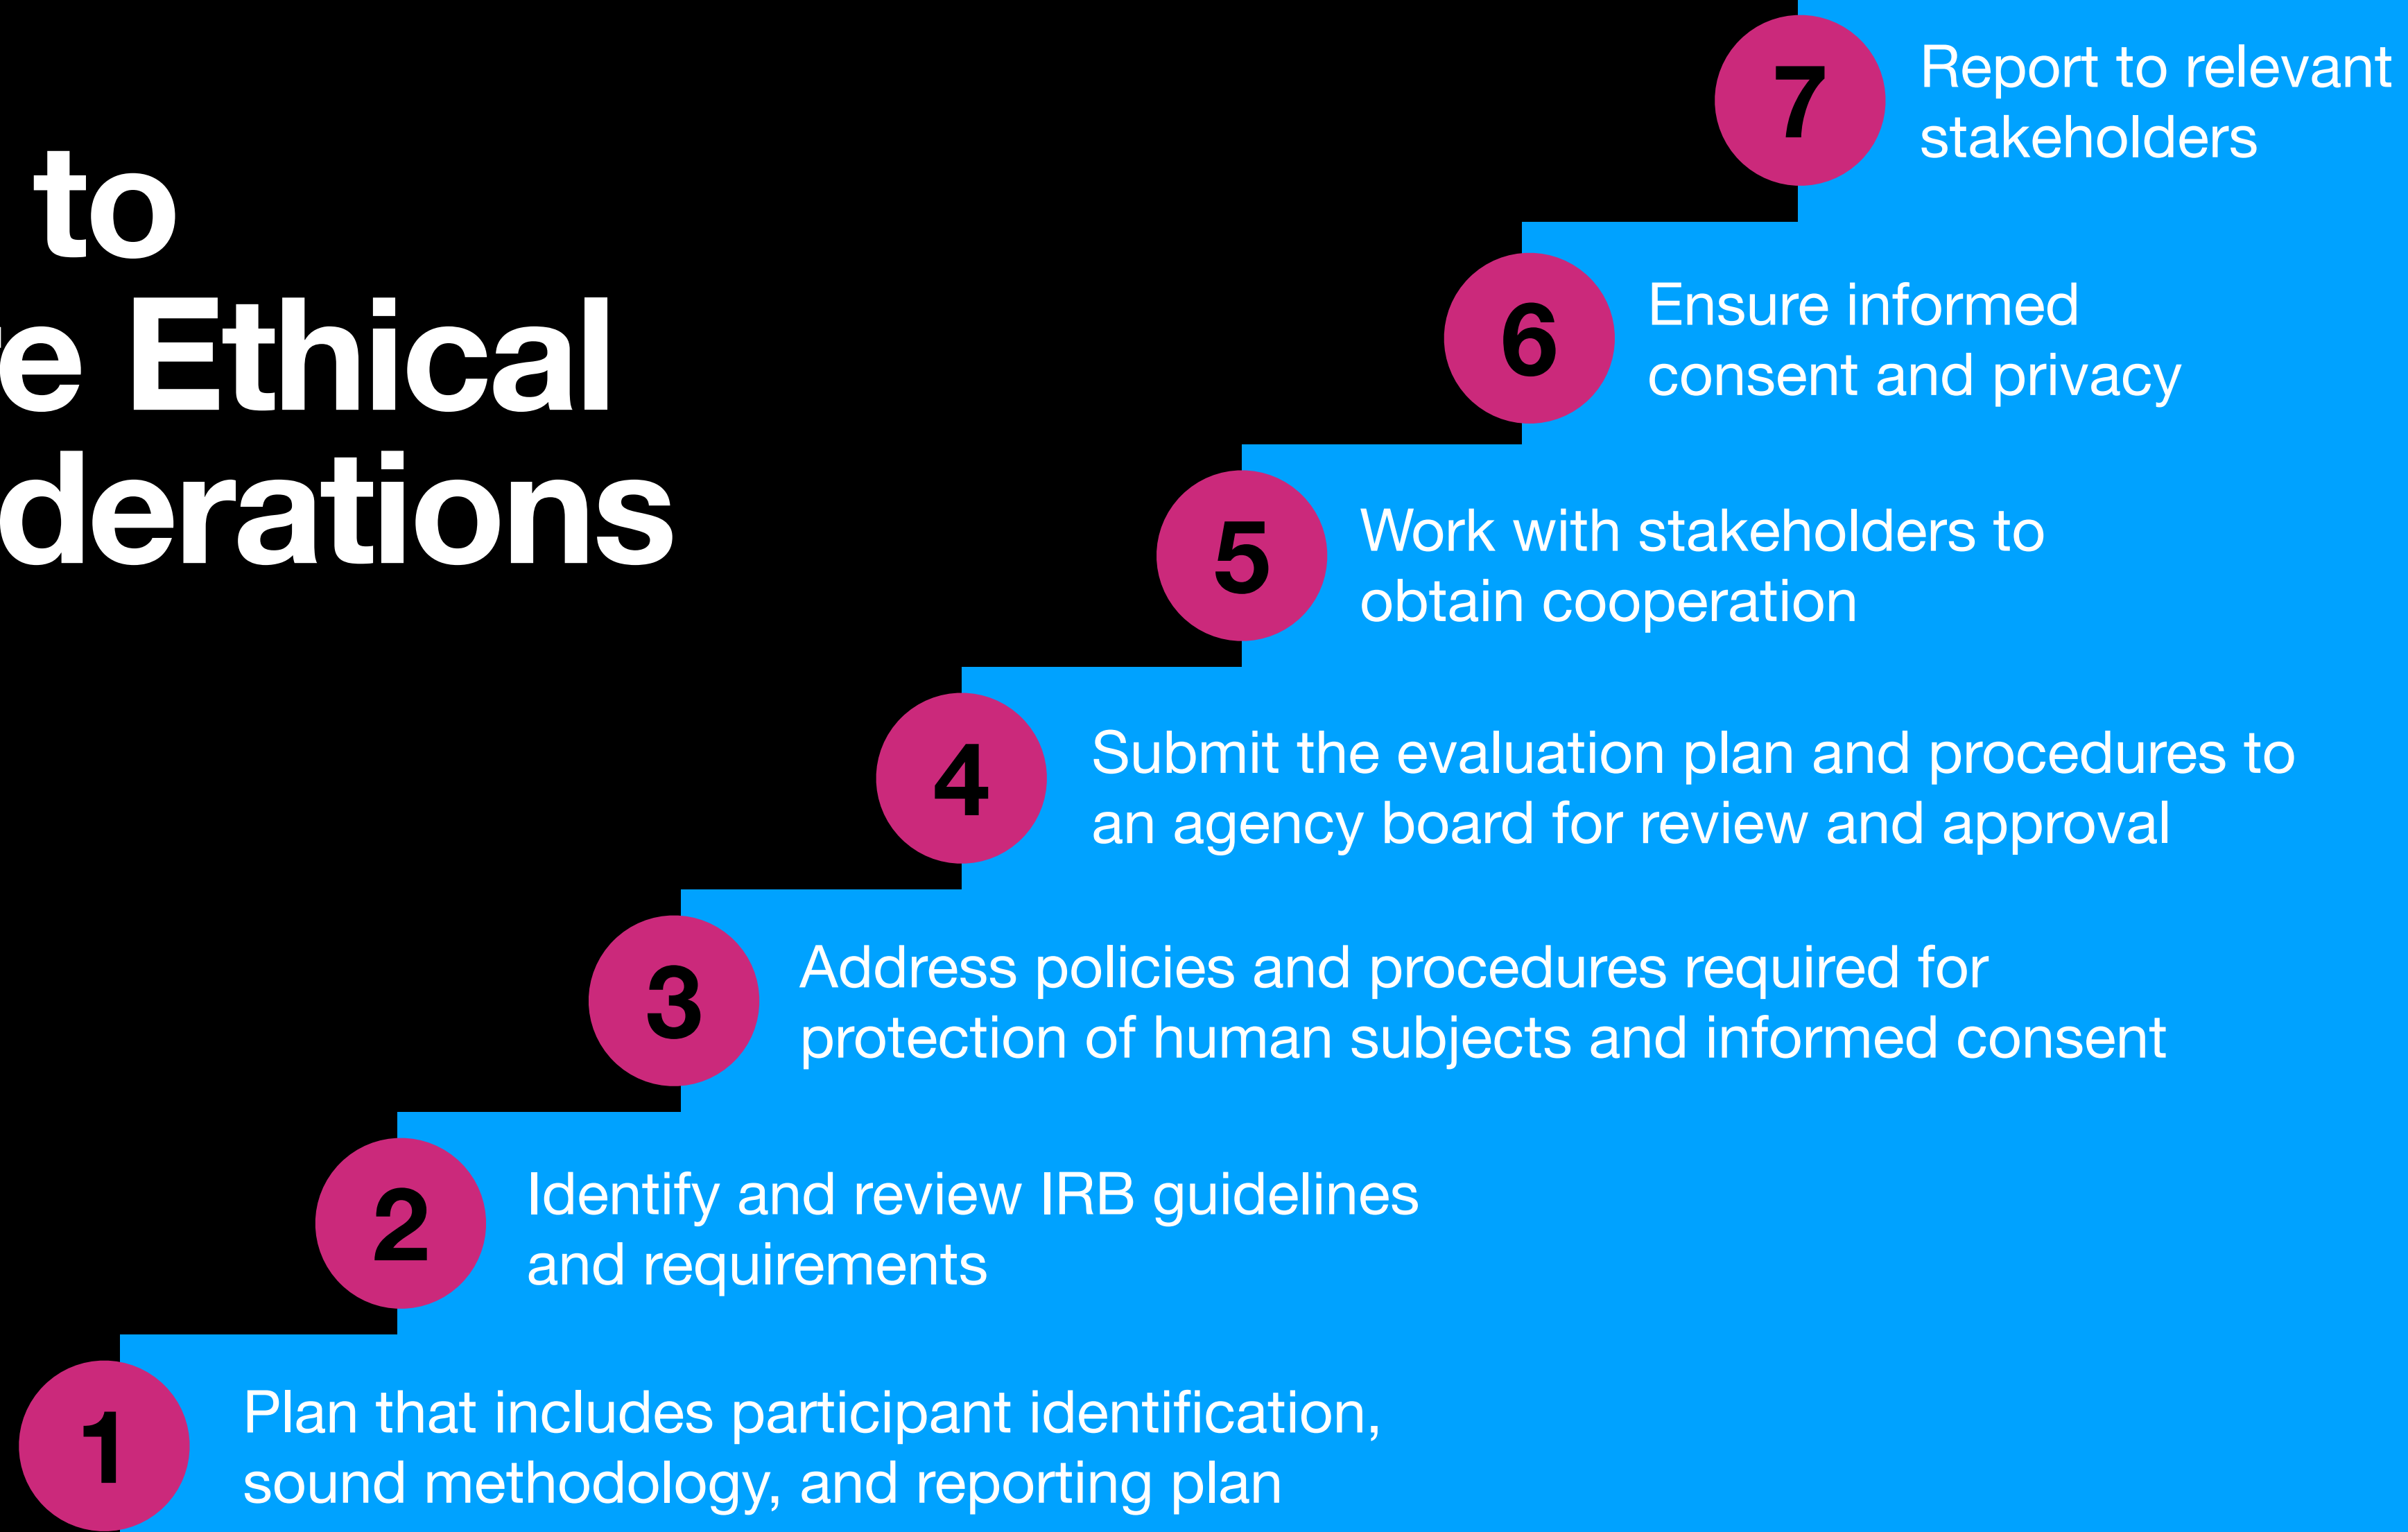 to
e Ethical
derations
7
Report to relevant
stakeholders
6
Ensure informed
consent and privacy
5
Work with stakeholders to
obtain cooperation
4
Submit the evaluation plan and procedures to
an agency board for review and approval
3
Address policies and procedures required for
protection of human subjects and informed consent
2
Identify and review IRB guidelines
and requirements
1
Plan that includes participant identification,
sound methodology, and reporting plan